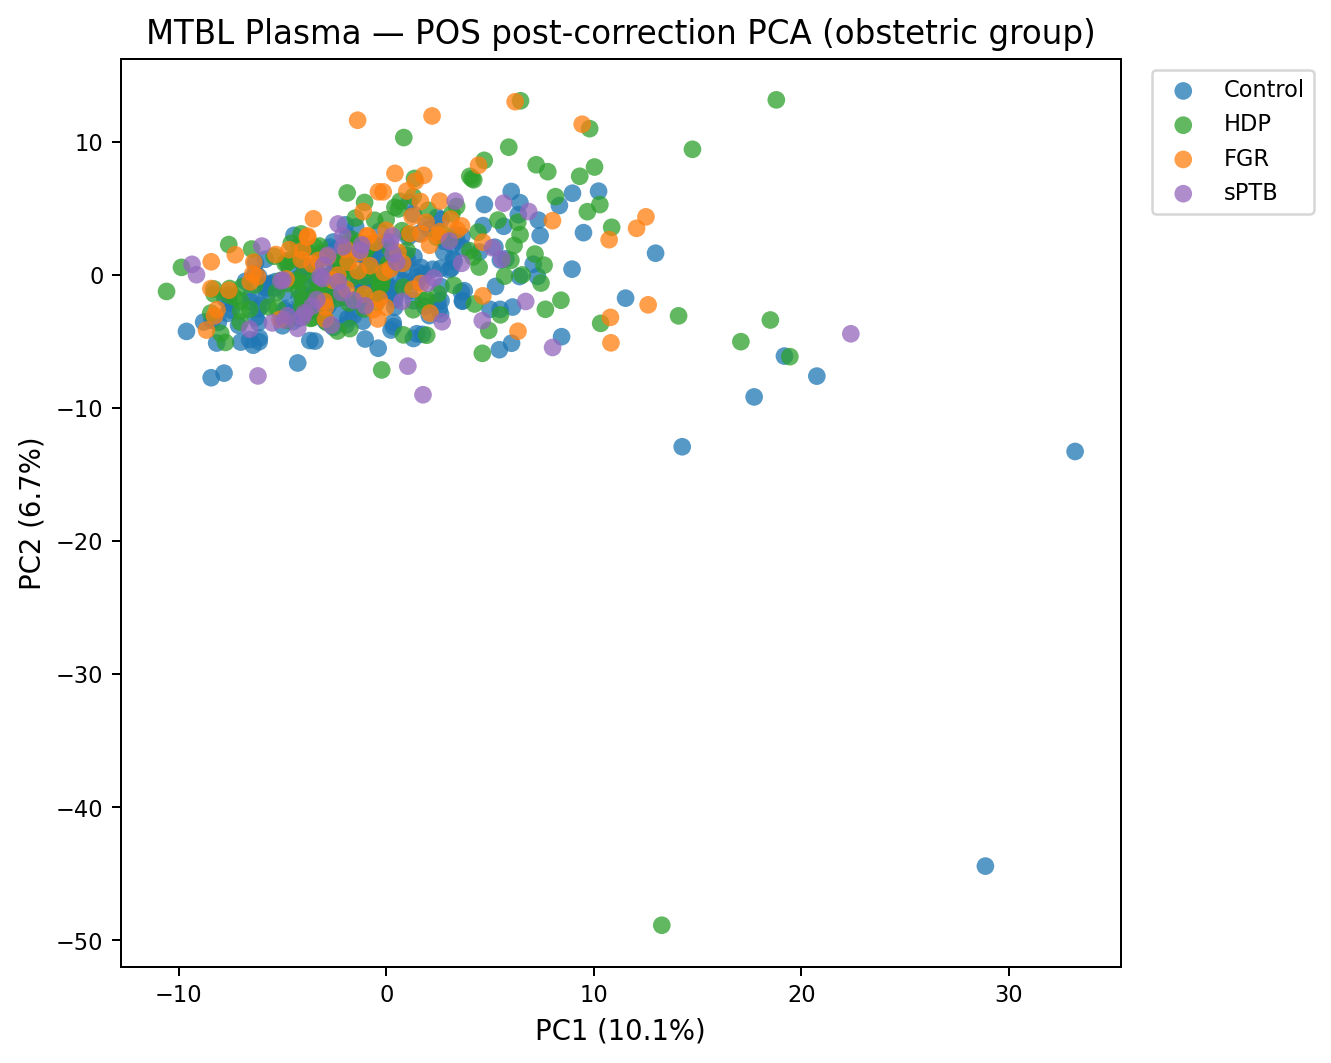 MTBL Plasma — POS post-correction PCA (obstetric group)
Control
HDP
FGR
sPTB
10
0
−10
−20
−30
−40
−50
PC2 (6.7%)
−10
0
10
20
30
PC1 (10.1%)